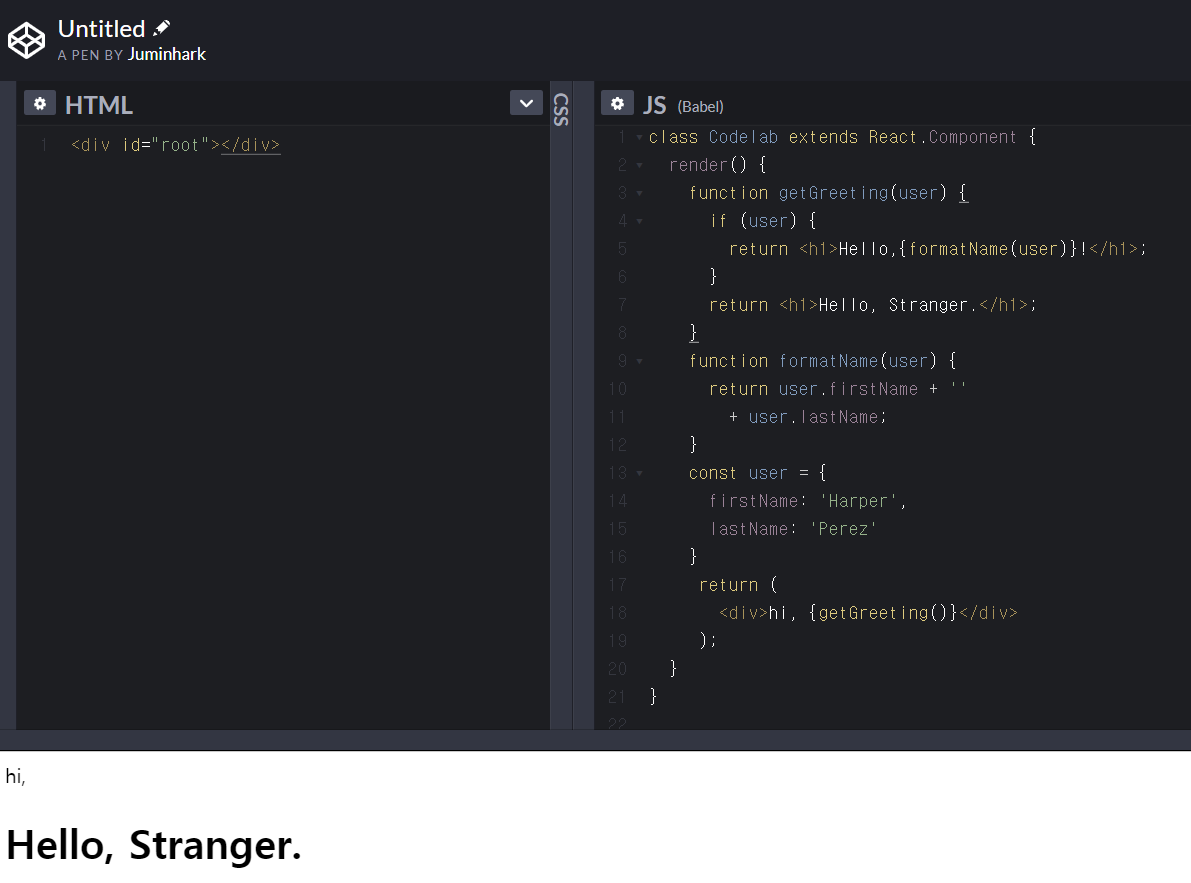 Untitled
A PEN BY Juminhark
HTML
1 <div id="root"></div>
CSS
JS (Babel)
1 class Codelab extends React.Component {
2 render() {
3 function getGreeting(user) {
4 if (user) {
5 return <h1>Hello,{formatName(user)}!</h1>;
6 }
7 return <h1>Hello, Stranger.</h1>;
8 }
9 function formatName(user) {
10 return user.firstName + ''
11 + user.lastName;
12 }
13 const user = {
14 firstName: 'Harper',
15 lastName: 'Perez'
16 }
17 return (
18 <div>hi, {getGreeting()}</div>
19 );
20 }
21 }
22
hi,
Hello, Stranger.